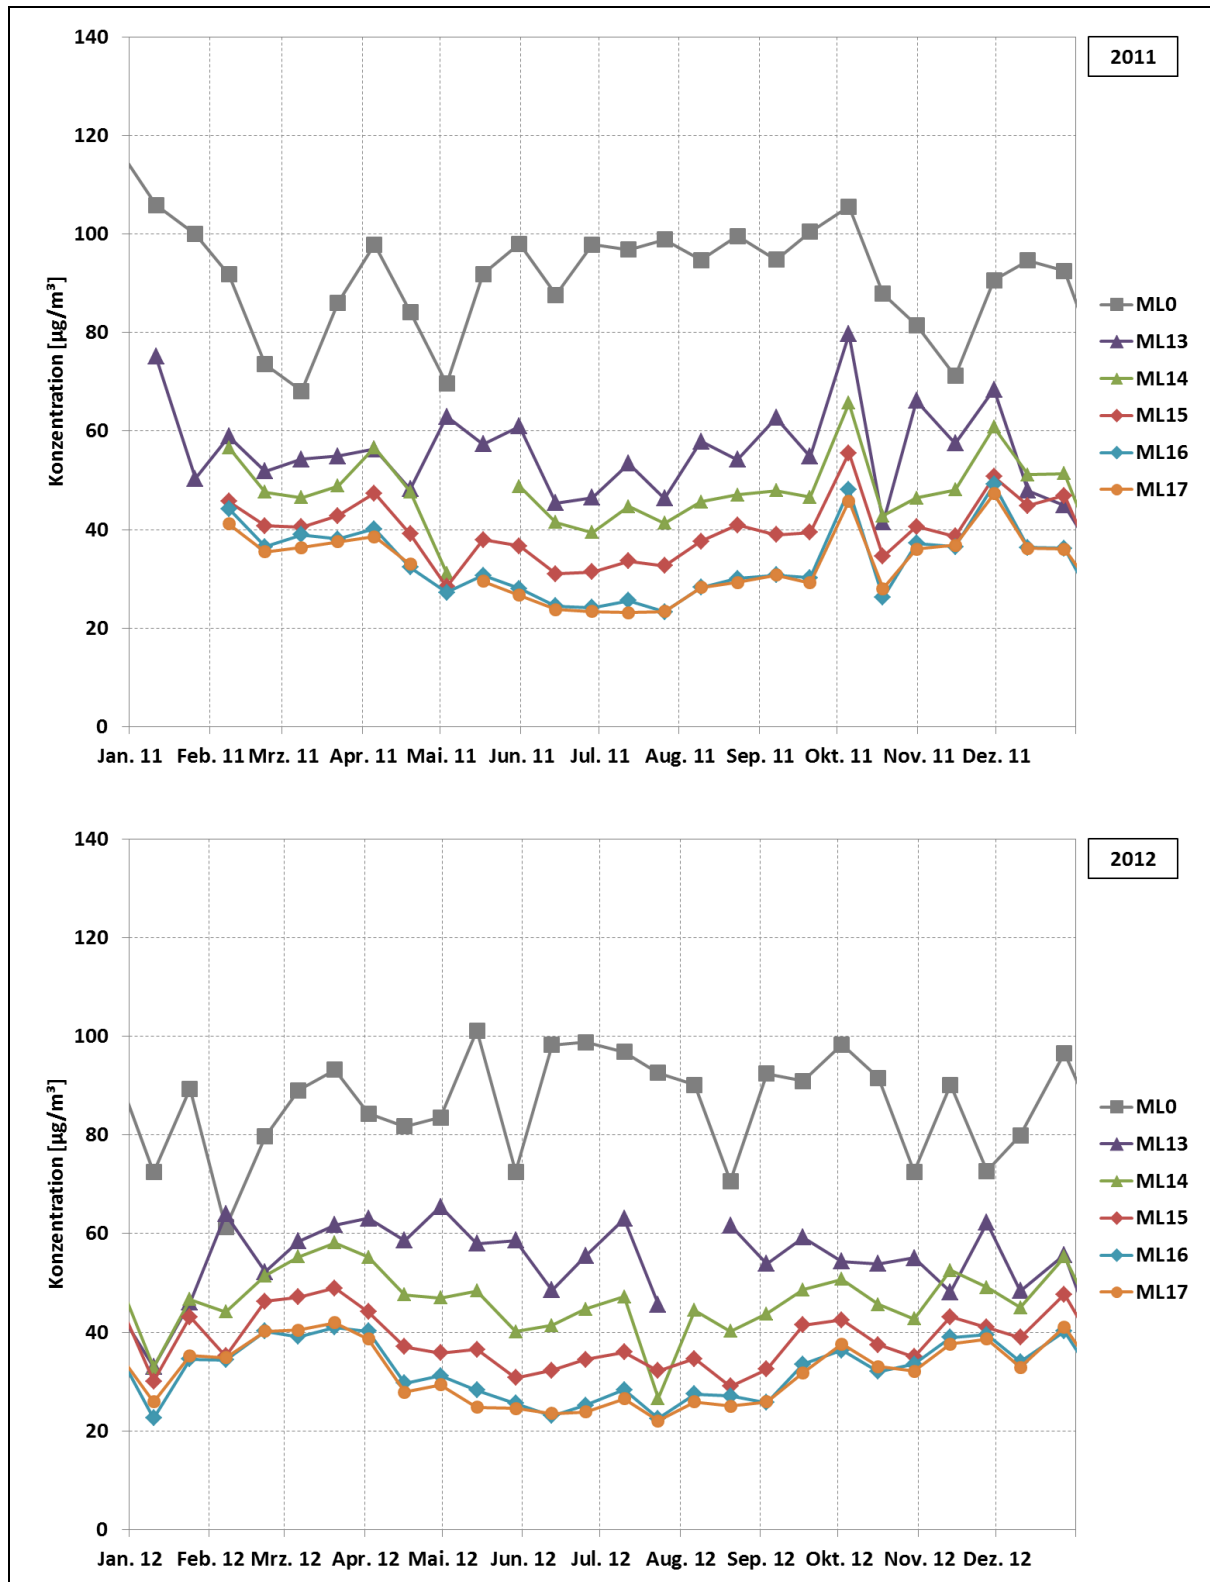 140
2011
120
100
80
60
40
20
0
Konzentration [µg/m³]
ML0
ML13
ML14
ML15
ML16
ML17
Jan. 11 Feb. 11 Mrz. 11 Apr. 11 Mai. 11 Jun. 11 Jul. 11 Aug. 11 Sep. 11 Okt. 11 Nov. 11 Dez. 11
140
2012
120
100
80
60
40
20
0
Konzentration [µg/m³]
ML0
ML13
ML14
ML15
ML16
ML17
Jan. 12 Feb. 12 Mrz. 12 Apr. 12 Mai. 12 Jun. 12 Jul. 12 Aug. 12 Sep. 12 Okt. 12 Nov. 12 Dez. 12